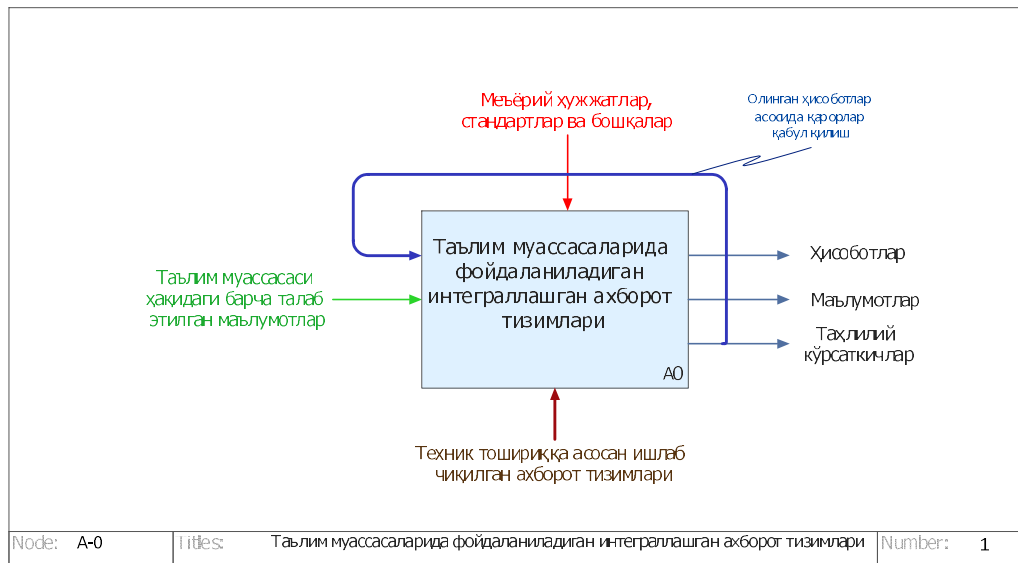 Меъёрий ҳужжатлар,
стандартлар ва бошқалар
Олинган ҳисоботлар
асосида қарорлар
қабул қилиш
Таълим муассасаларида
фойдаланиладиган
интеграллашган ахборот
тизимлари
A0
Таълим муассасаси
ҳақидаги барча талаб
этилган маълумотлар
Ҳисоботлар
Маълумотлар
Таҳлилий
кўрсаткичлар
Техник тошириққа асосан ишлаб
чиқилган ахборот тизимлари
Node: A-0
Titles: Таълим муассасаларида фойдаланиладиган интеграллашган ахборот тизимлари
Number: 1